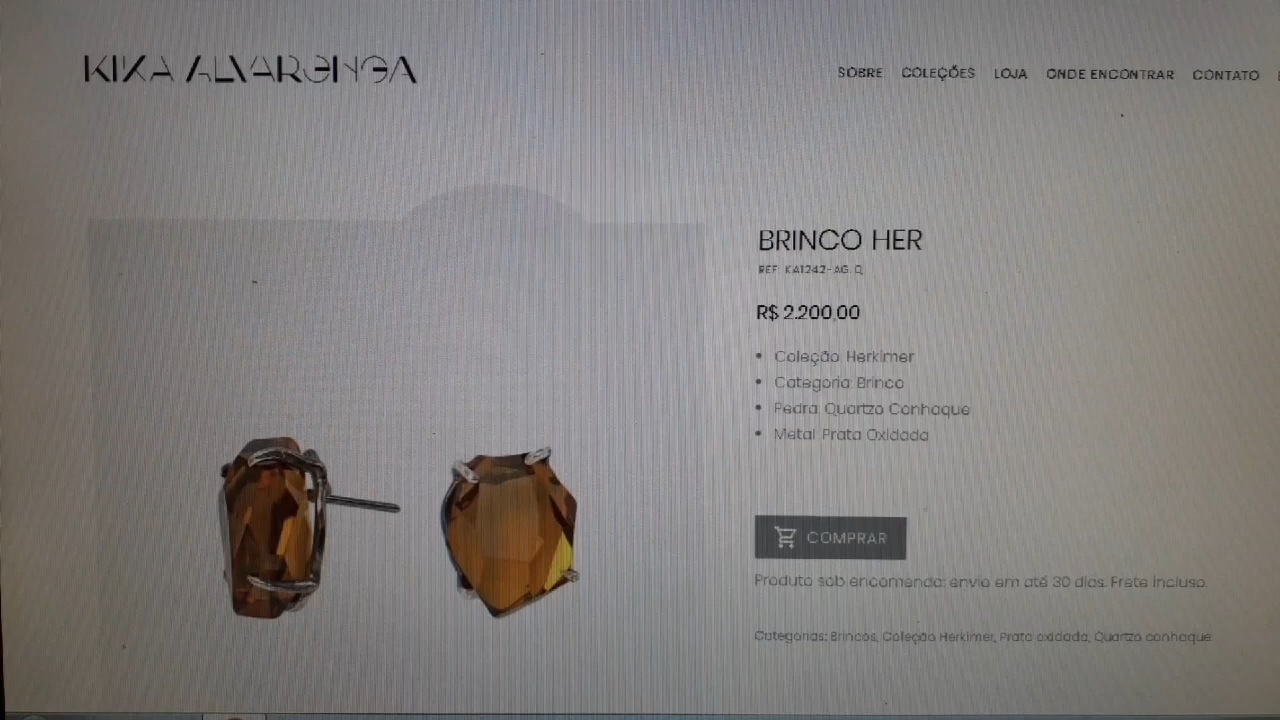 KIKA ALVARENGA
SOBRE COLEÇÕES LOJA ONDE ENCONTRAR CONTATO
BRINCO HER
REF: KA1242-AG.Q
R$ 2.200,00
• Coleção: Herkimer
• Categoria: Brinco
• Pedra: Quartzo Conhaque
• Metal: Prata Oxidada
COMPRAR
Produto sob encomenda: envio em até 30 dias. Frete incluso.
Categorias: Brincos, Coleção Herkimer, Prata oxidada, Quartzo conhaque